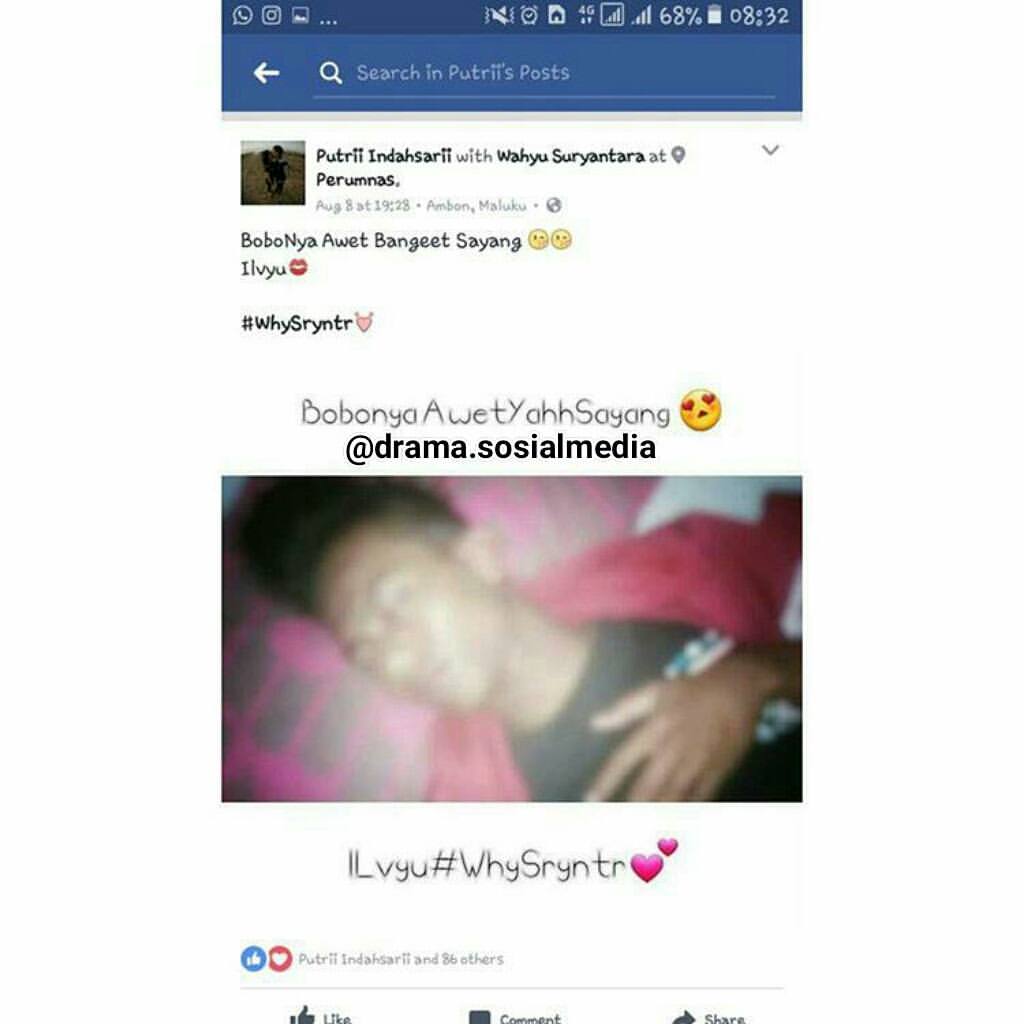 ... 4G 68% 08:32
Search in Putrii's Posts
Putrii Indahsarii with Wahyu Suryantara at
Perumnas.
Aug 8 at 19:28 • Ambon, Maluku •
BoboNya Awet Bangeet Sayang 😘😘
Ilvyu💋
#WhySryntr💓
BobonyaAwetYahhSayang 😍
@drama.sosialmedia
ILvyu#WhySryntr💕
Putrii Indahsarii and 86 others
Like Comment Share